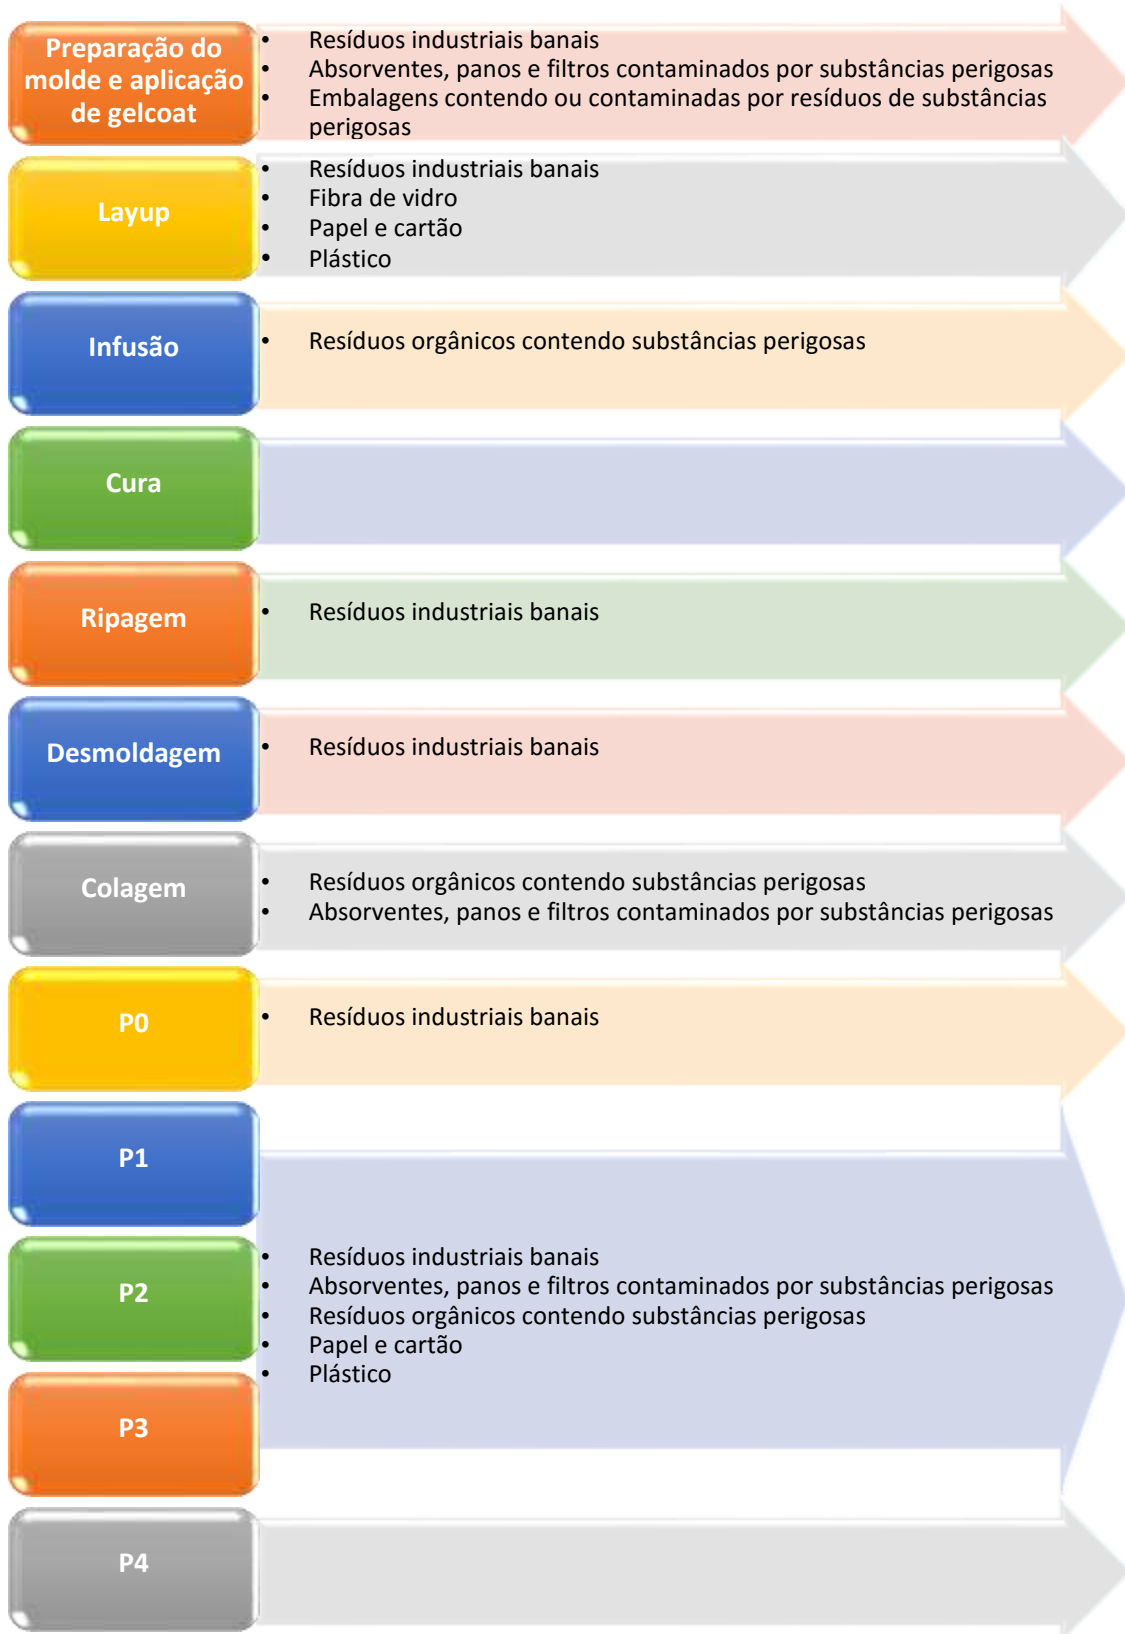 Preparação do
molde e aplicação
de gelcoat
• Resíduos industriais banais
• Absorventes, panos e filtros contaminados por substâncias perigosas
• Embalagens contendo ou contaminadas por resíduos de substâncias
perigosas
Layup
• Resíduos industriais banais
• Fibra de vidro
• Papel e cartão
• Plástico
Infusão
• Resíduos orgânicos contendo substâncias perigosas
Cura
Ripagem
• Resíduos industriais banais
Desmoldagem
• Resíduos industriais banais
Colagem
• Resíduos orgânicos contendo substâncias perigosas
• Absorventes, panos e filtros contaminados por substâncias perigosas
P0
• Resíduos industriais banais
P1
P2
P3
• Resíduos industriais banais
• Absorventes, panos e filtros contaminados por substâncias perigosas
• Resíduos orgânicos contendo substâncias perigosas
• Papel e cartão
• Plástico
P4